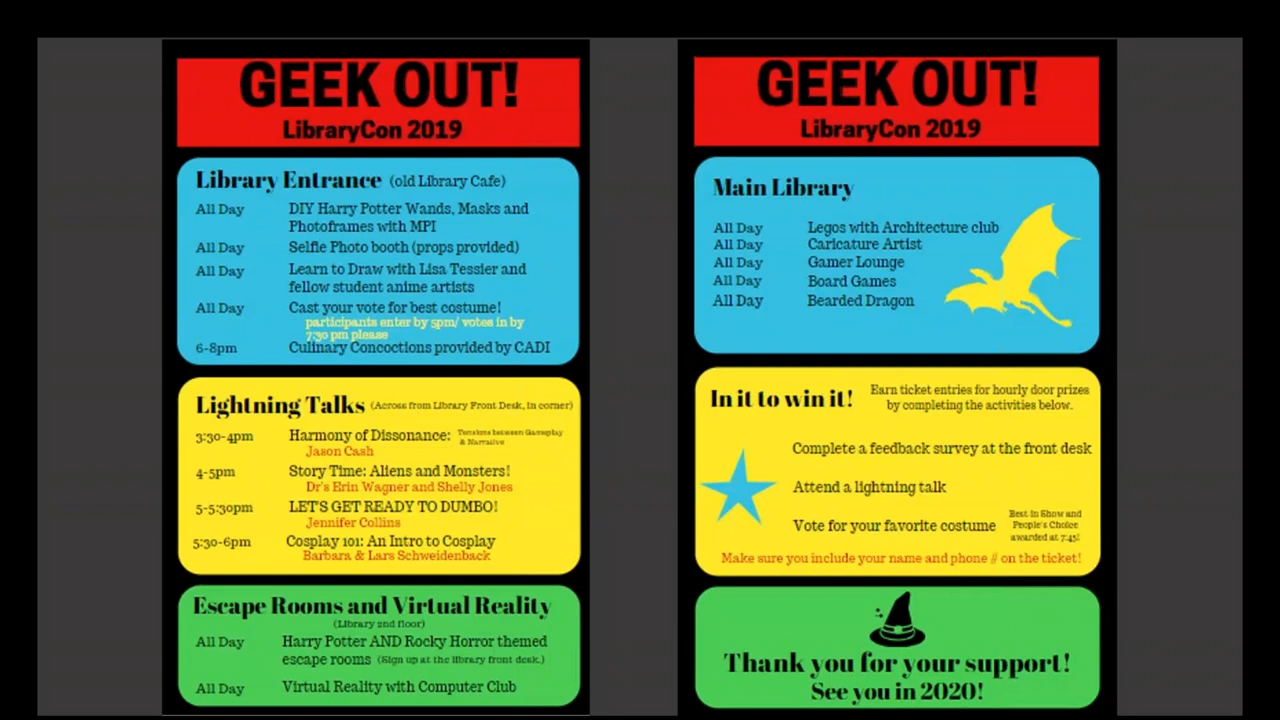 GEEK OUT!
LibraryCon 2019
Library Entrance (old Library Cafe)
All Day DIY Harry Potter Wands, Masks and
Photoframes with MPI
All Day Selfie Photo booth (props provided)
All Day Learn to Draw with Lisa Tessier and
fellow student anime artists
All Day Cast your vote for best costume!
participants enter by 5pm/ votes in by
7:30 pm please
6-8pm Culinary Concoctions provided by CADI
Lightning Talks (Across from Library Front Desk, in corner)
3:30-4pm Harmony of Dissonance: Tensions between Gameplay
& Narrative
Jason Cash
4-5pm Story Time: Aliens and Monsters!
Dr's Erin Wagner and Shelly Jones
5-5:30pm LET'S GET READY TO DUMBO!
Jennifer Collins
5:30-6pm Cosplay 101: An Intro to Cosplay
Barbara & Lars Schweidenback
Escape Rooms and Virtual Reality
(Library 2nd floor)
All Day Harry Potter AND Rocky Horror themed
escape rooms (Sign up at the library front desk.)
All Day Virtual Reality with Computer Club
GEEK OUT!
LibraryCon 2019
Main Library
All Day Legos with Architecture club
All Day Caricature Artist
All Day Gamer Lounge
All Day Board Games
All Day Bearded Dragon
In it to win it! Earn ticket entries for hourly door prizes
by completing the activities below.
Complete a feedback survey at the front desk
Attend a lightning talk
Vote for your favorite costume Best in Show and
People's Choice
awarded at 7:45!
Make sure you include your name and phone # on the ticket!
Thank you for your support!
See you in 2020!